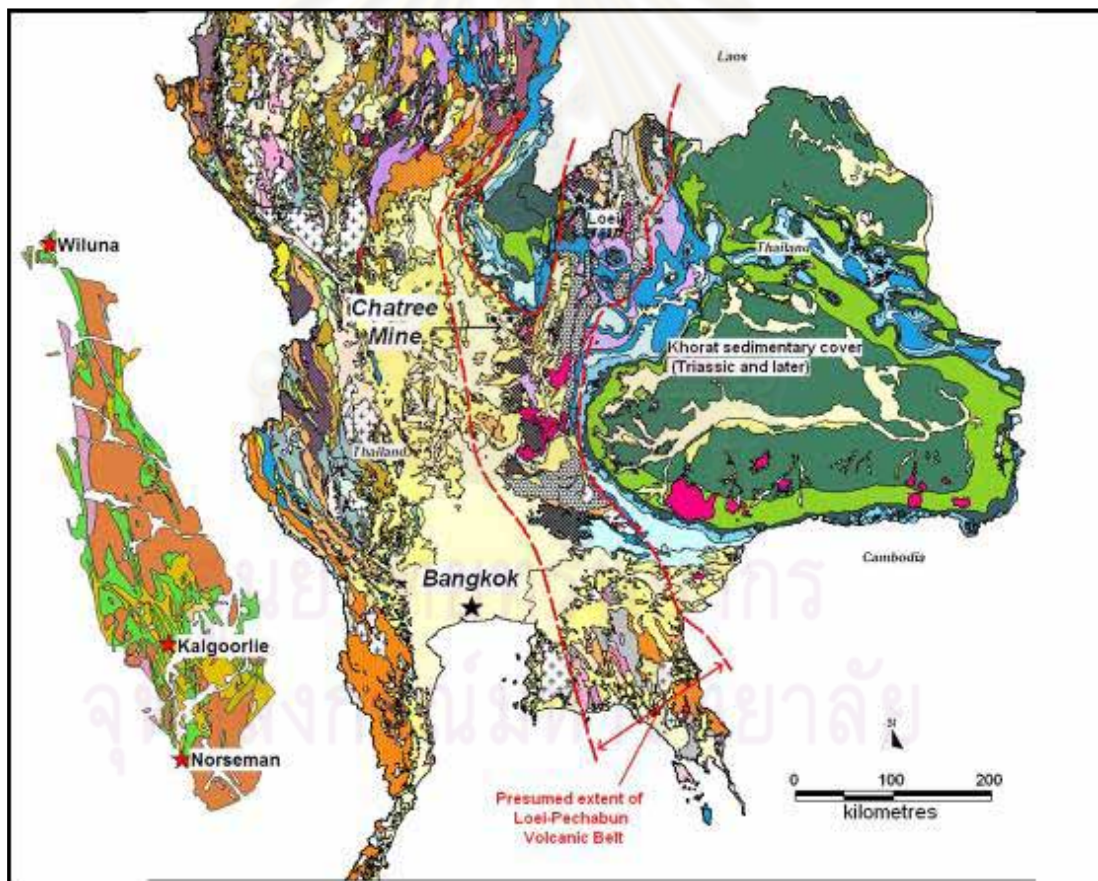 Laos
Wiluna
Loei
Thailand
Chatree
Mine
Khorat sedimentary cover
(Triassic and later)
Thailand
Cambodia
Bangkok
Kalgoorlie
Norseman
Presumed extent of
Loei-Pechabun
Volcanic Belt
0 100 200
kilometres